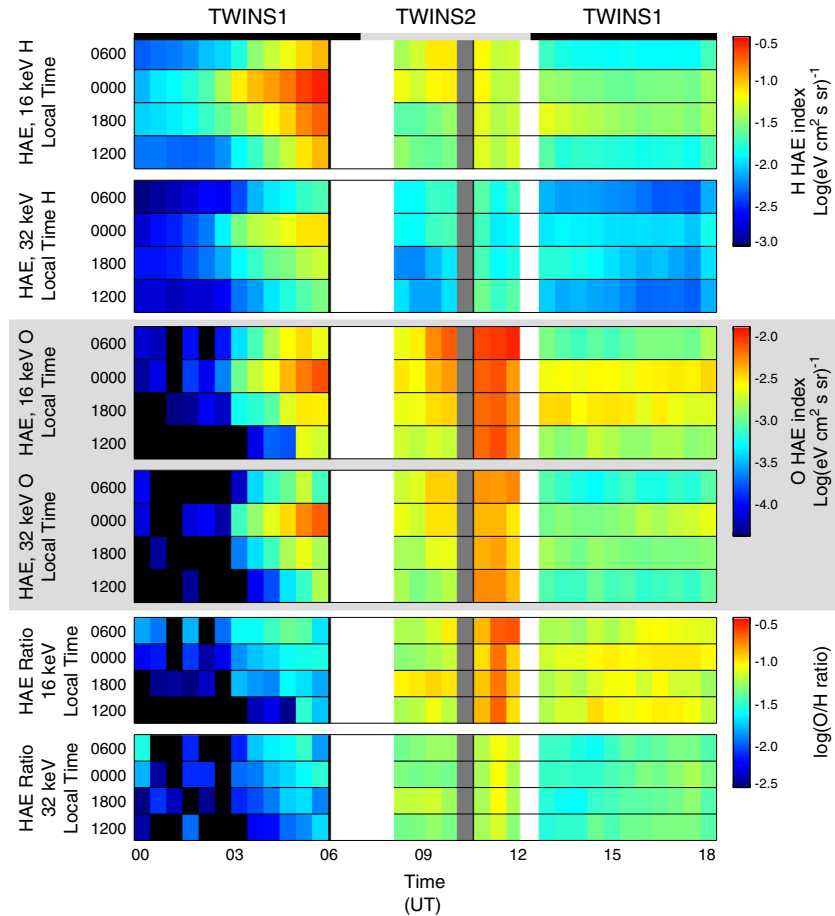 TWINS1 TWINS2 TWINS1
HAE, 16 keV H
Local Time
0600
0000
1800
1200
-0.5
-1.0
-1.5
-2.0
-2.5
-3.0
H HAE index
Log(eV cm² s sr)⁻¹
HAE, 32 keV
Local Time H
0600
0000
1800
1200
HAE, 16 keV O
Local Time
0600
0000
1800
1200
-2.0
-2.5
-3.0
-3.5
-4.0
O HAE index
Log(eV cm² s sr)⁻¹
HAE, 32 keV O
Local Time
0600
0000
1800
1200
HAE Ratio
16 keV
Local Time
0600
0000
1800
1200
-0.5
-1.0
-1.5
-2.0
-2.5
log(O/H ratio)
HAE Ratio
32 keV
Local Time
0600
0000
1800
1200
00 03 06 09 12 15 18
Time
(UT)